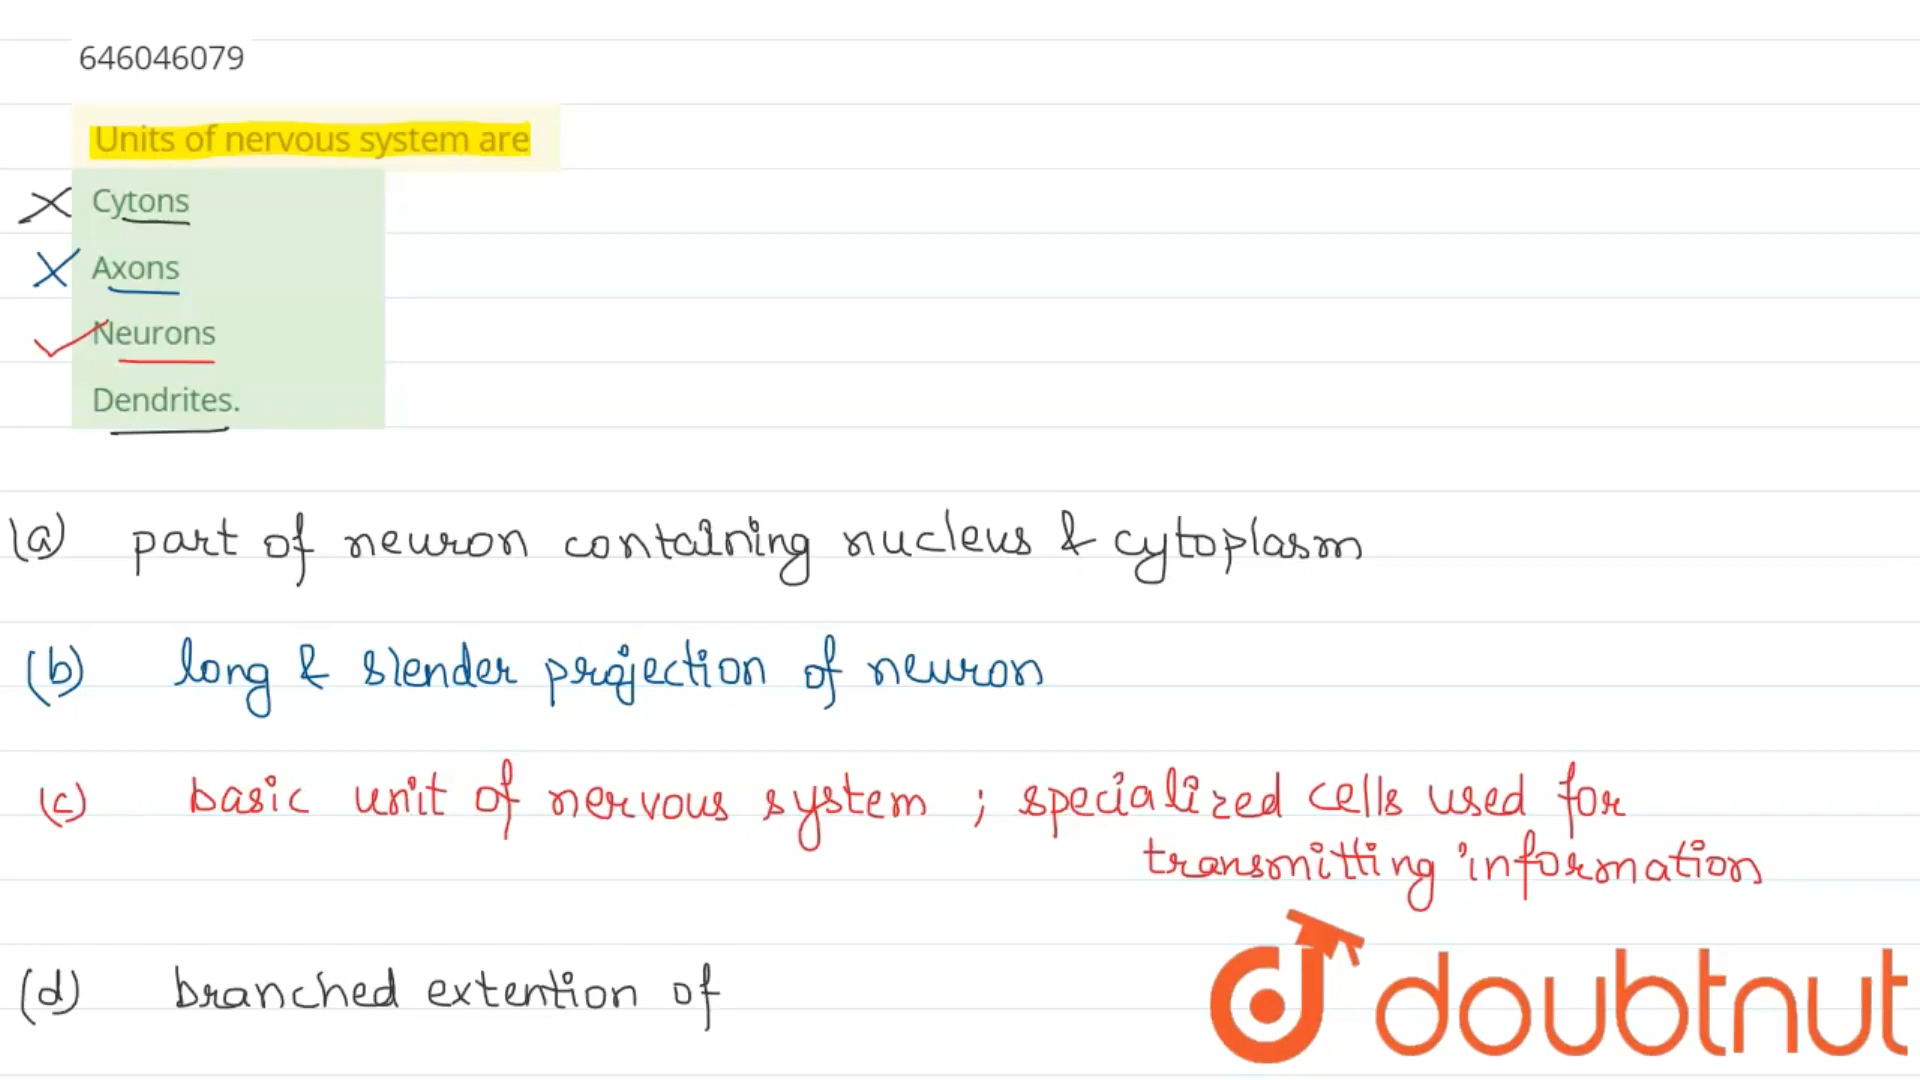 646046079
Units of nervous system are
Cytons
Axons
Neurons
Dendrites.
(a) part of neuron containing nucleus & cytoplasm
(b) long & slender projection of neuron
(c) basic unit of nervous system ; specialized cells used for
transmitting information
(d) branched extention of
doubtnut